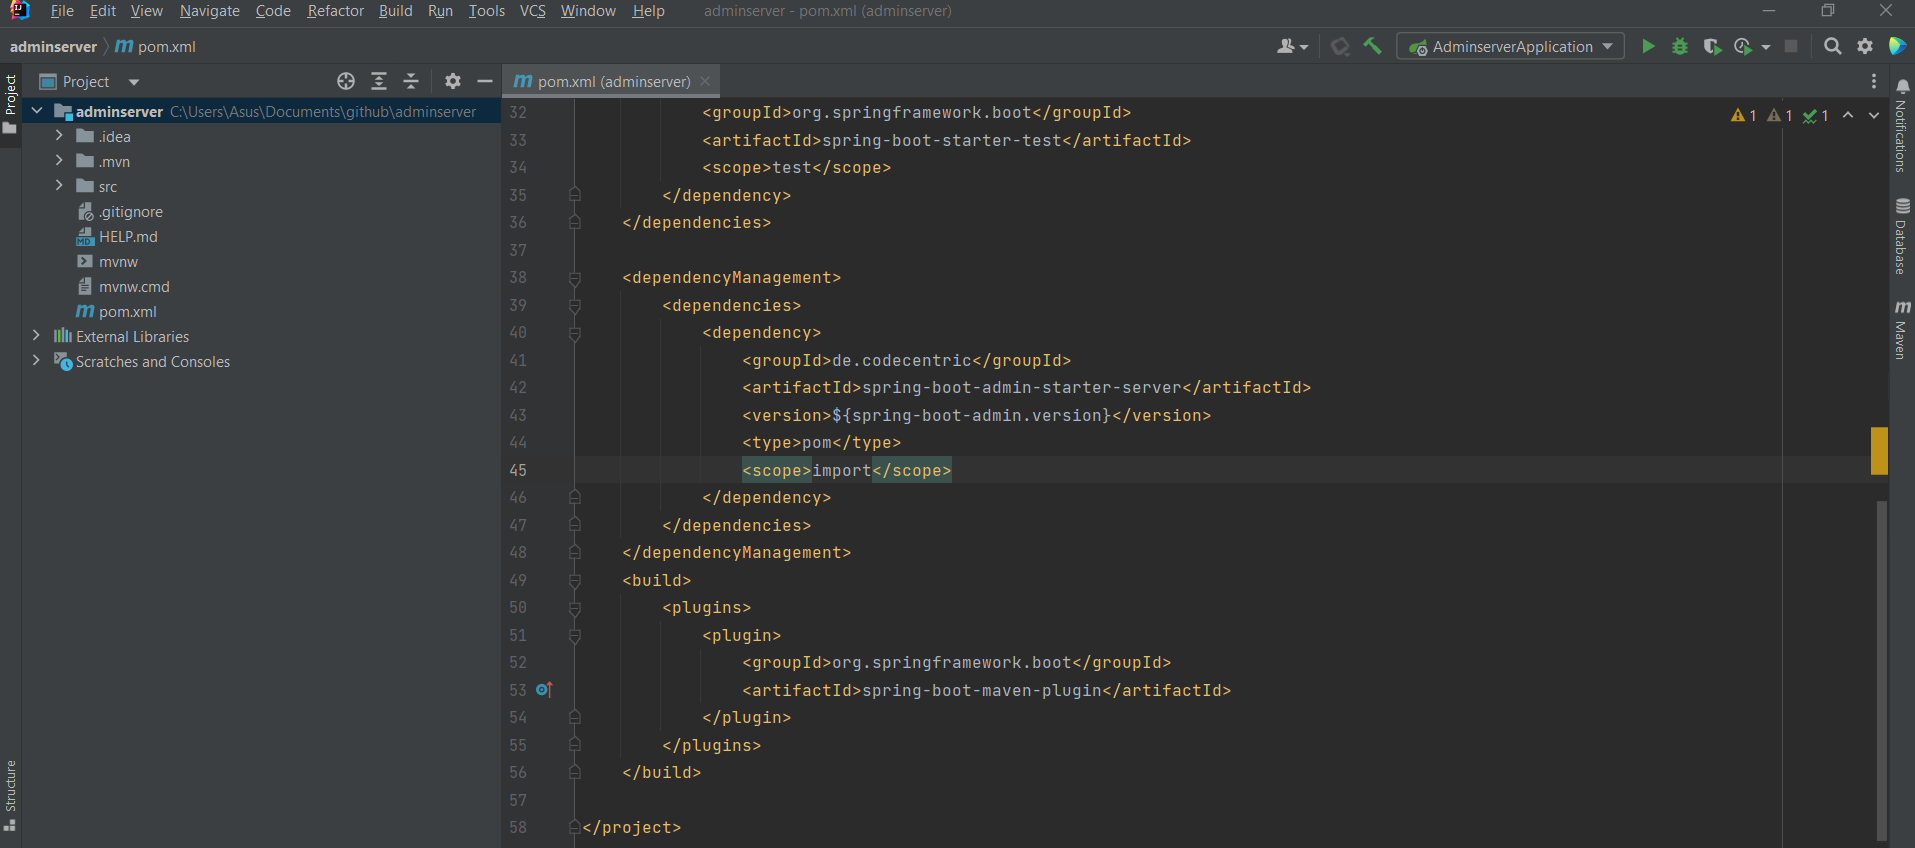 File Edit View Navigate Code Refactor Build Run Tools VCS Window Help adminserver - pom.xml (adminserver)
adminserver m pom.xml AdminserverApplication
Project
Project
m pom.xml (adminserver)
adminserver C:\Users\Asus\Documents\github\adminserver
.idea
.mvn
src
.gitignore
HELP.md
mvnw
mvnw.cmd
m pom.xml
External Libraries
Scratches and Consoles
Structure
32 <groupId>org.springframework.boot</groupId>
33 <artifactId>spring-boot-starter-test</artifactId>
34 <scope>test</scope>
35 </dependency>
36 </dependencies>
37
38 <dependencyManagement>
39 <dependencies>
40 <dependency>
41 <groupId>de.codecentric</groupId>
42 <artifactId>spring-boot-admin-starter-server</artifactId>
43 <version>${spring-boot-admin.version}</version>
44 <type>pom</type>
45 <scope>import</scope>
46 </dependency>
47 </dependencies>
48 </dependencyManagement>
49 <build>
50 <plugins>
51 <plugin>
52 <groupId>org.springframework.boot</groupId>
53 <artifactId>spring-boot-maven-plugin</artifactId>
54 </plugin>
55 </plugins>
56 </build>
57
58 </project>
1 1 1
Notifications
Database
m Maven